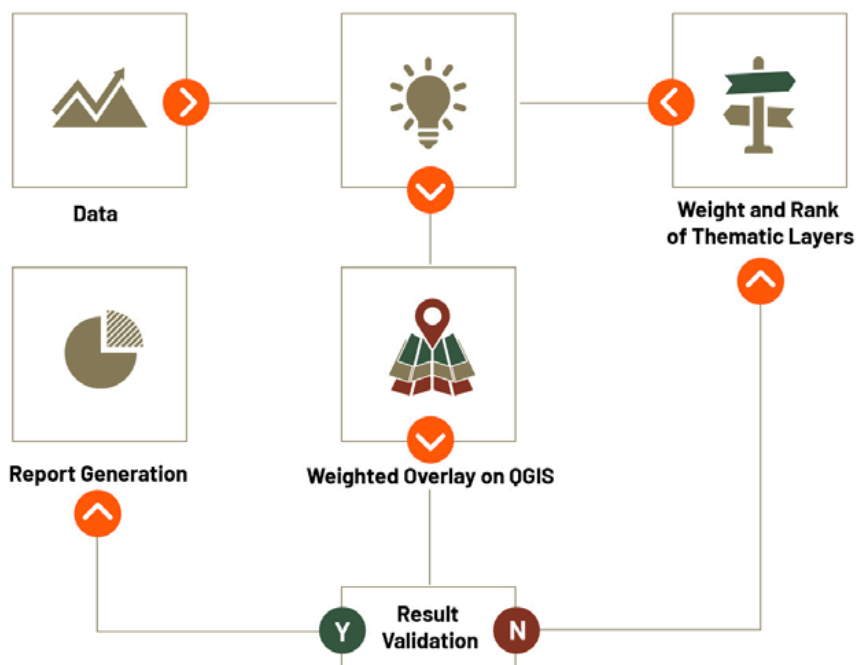 Data
Weight and Rank
of Thematic Layers
Report Generation
Weighted Overlay on QGIS
Y
Result
Validation
N